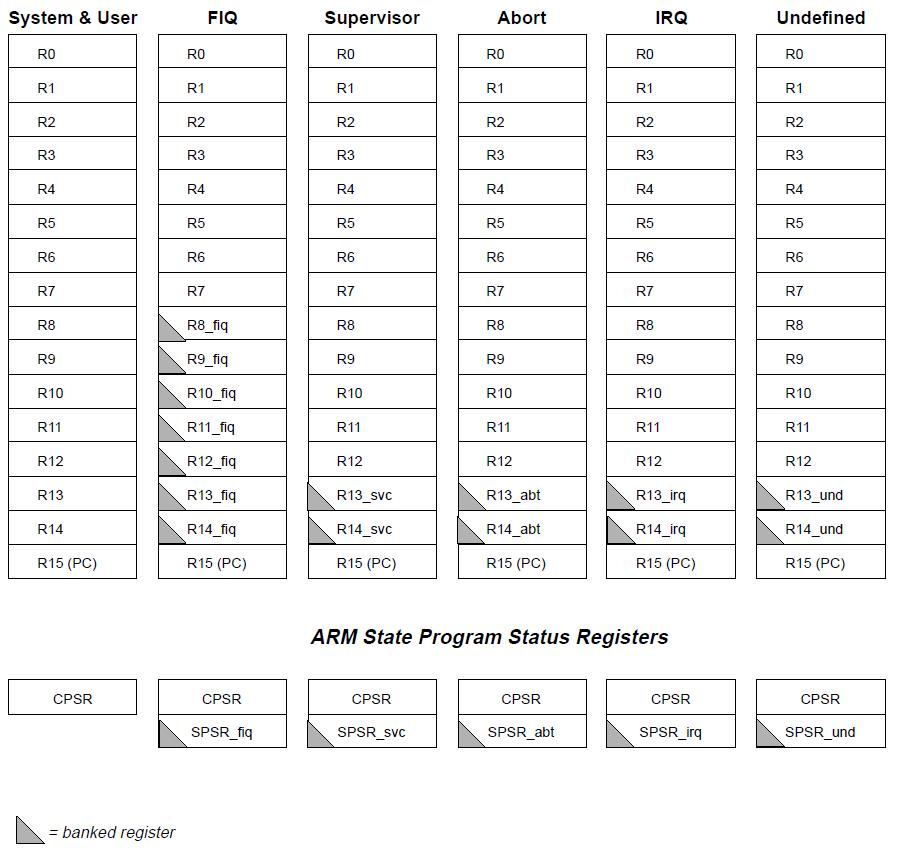 System & User FIQ Supervisor Abort IRQ Undefined
R0 R0 R0 R0 R0 R0
R1 R1 R1 R1 R1 R1
R2 R2 R2 R2 R2 R2
R3 R3 R3 R3 R3 R3
R4 R4 R4 R4 R4 R4
R5 R5 R5 R5 R5 R5
R6 R6 R6 R6 R6 R6
R7 R7 R7 R7 R7 R7
R8 R8_fiq R8 R8 R8 R8
R9 R9_fiq R9 R9 R9 R9
R10 R10_fiq R10 R10 R10 R10
R11 R11_fiq R11 R11 R11 R11
R12 R12_fiq R12 R12 R12 R12
R13 R13_fiq R13_svc R13_abt R13_irq R13_und
R14 R14_fiq R14_svc R14_abt R14_irq R14_und
R15 (PC) R15 (PC) R15 (PC) R15 (PC) R15 (PC) R15 (PC)
ARM State Program Status Registers
CPSR CPSR CPSR CPSR CPSR CPSR
SPSR_fiq SPSR_svc SPSR_abt SPSR_irq SPSR_und
= banked register